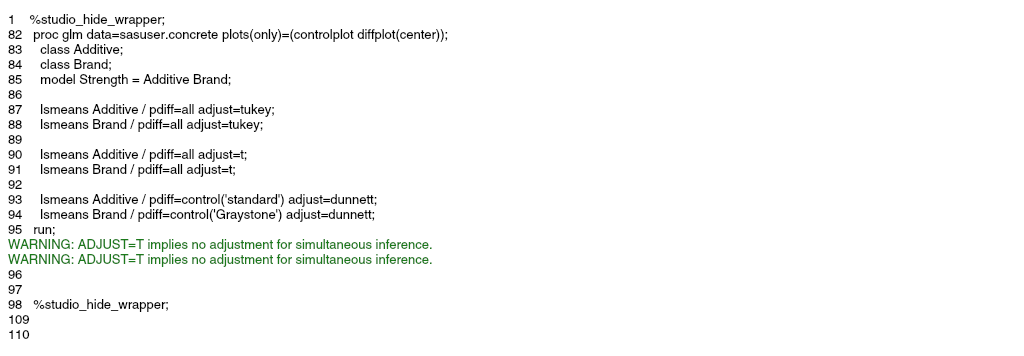 1 %studio_hide_wrapper;
82 proc glm data=sasuser.concrete plots(only)=(controlplot diffplot(center));
83 class Additive;
84 class Brand;
85 model Strength = Additive Brand;
86
87 lsmeans Additive / pdiff=all adjust=tukey;
88 lsmeans Brand / pdiff=all adjust=tukey;
89
90 lsmeans Additive / pdiff=all adjust=t;
91 lsmeans Brand / pdiff=all adjust=t;
92
93 lsmeans Additive / pdiff=control('standard') adjust=dunnett;
94 lsmeans Brand / pdiff=control('Graystone') adjust=dunnett;
95 run;
WARNING: ADJUST=T implies no adjustment for simultaneous inference.
WARNING: ADJUST=T implies no adjustment for simultaneous inference.
96
97
98 %studio_hide_wrapper;
109
110